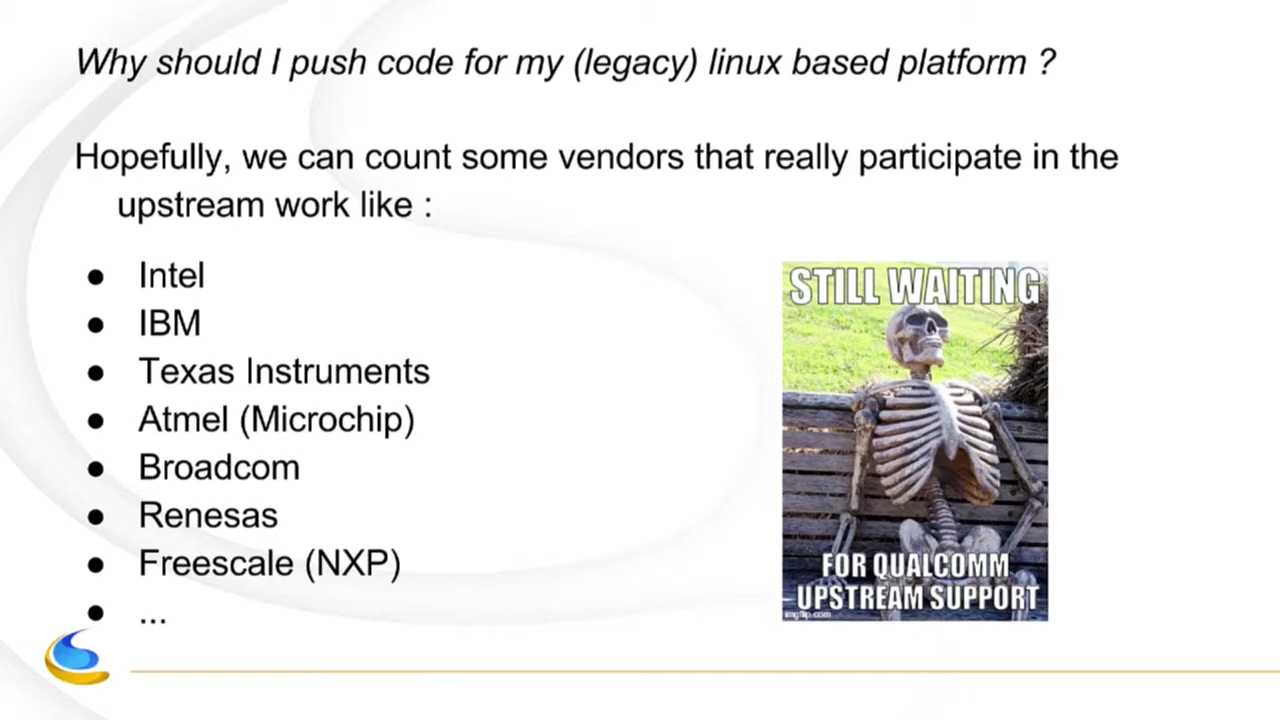 Why should I push code for my (legacy) linux based platform ?
Hopefully, we can count some vendors that really participate in the
upstream work like :
● Intel
● IBM
● Texas Instruments
● Atmel (Microchip)
● Broadcom
● Renesas
● Freescale (NXP)
● ...
STILL WAITING
FOR QUALCOMM
UPSTREAM SUPPORT
imgflip.com